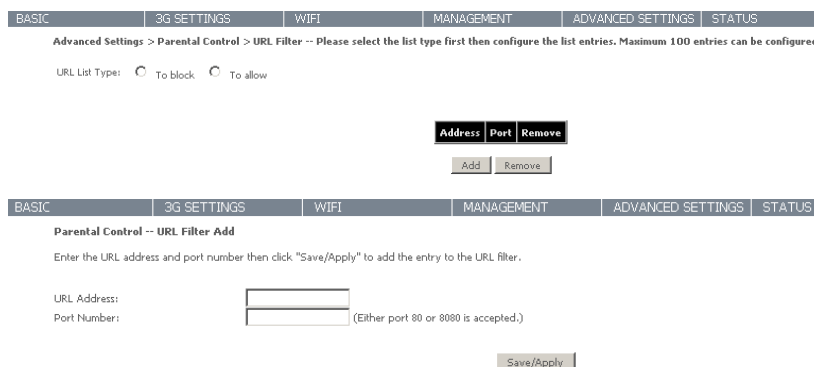 BASIC 3G SETTINGS WIFI MANAGEMENT ADVANCED SETTINGS STATUS
Advanced Settings > Parental Control > URL Filter -- Please select the list type first then configure the list entries. Maximum 100 entries can be configured
URL List Type: To block To allow
Address Port Remove
Add Remove
BASIC 3G SETTINGS WIFI MANAGEMENT ADVANCED SETTINGS STATUS
Parental Control -- URL Filter Add
Enter the URL address and port number then click "Save/Apply" to add the entry to the URL filter.
URL Address:
Port Number: (Either port 80 or 8080 is accepted.)
Save/Apply